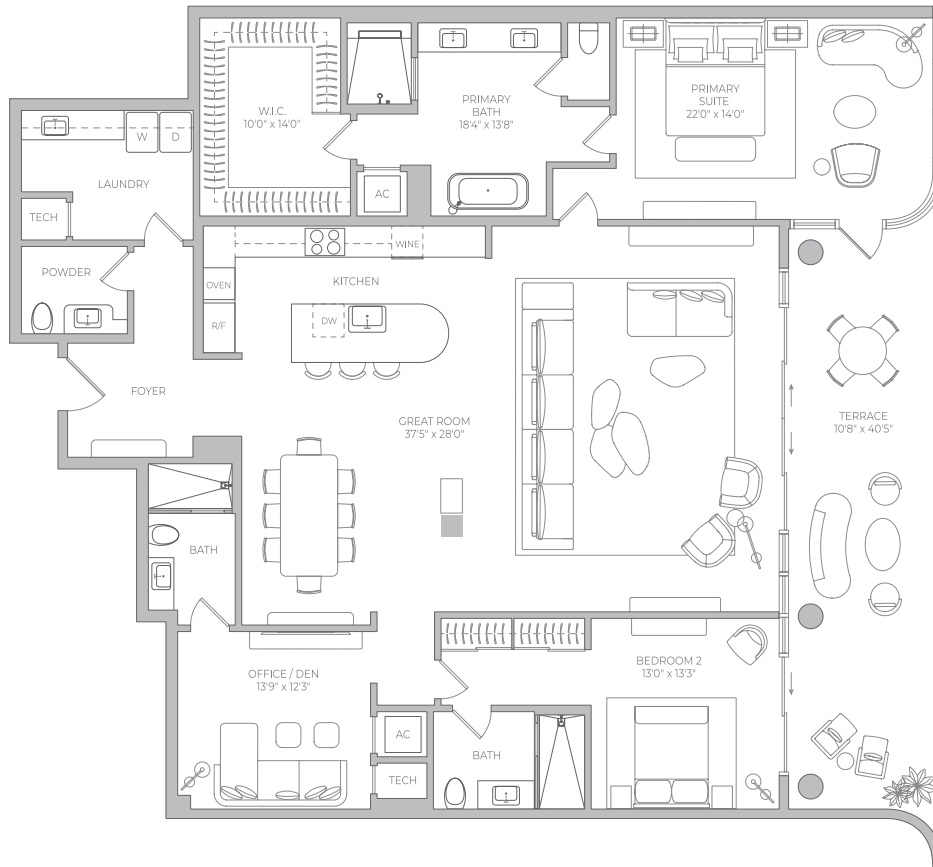 W.I.C.
10'0" x 14'0"
PRIMARY
BATH
18'4" x 13'8"
PRIMARY
SUITE
22'0" x 14'0"
W
D
LAUNDRY
AC
TECH
POWDER
WINE
KITCHEN
OVEN
R/F
DW
FOYER
GREAT ROOM
37'5" x 28'0"
TERRACE
10'8" x 40'5"
BATH
OFFICE / DEN
13'9" x 12'3"
BEDROOM 2
13'0" x 13'3"
AC
BATH
TECH